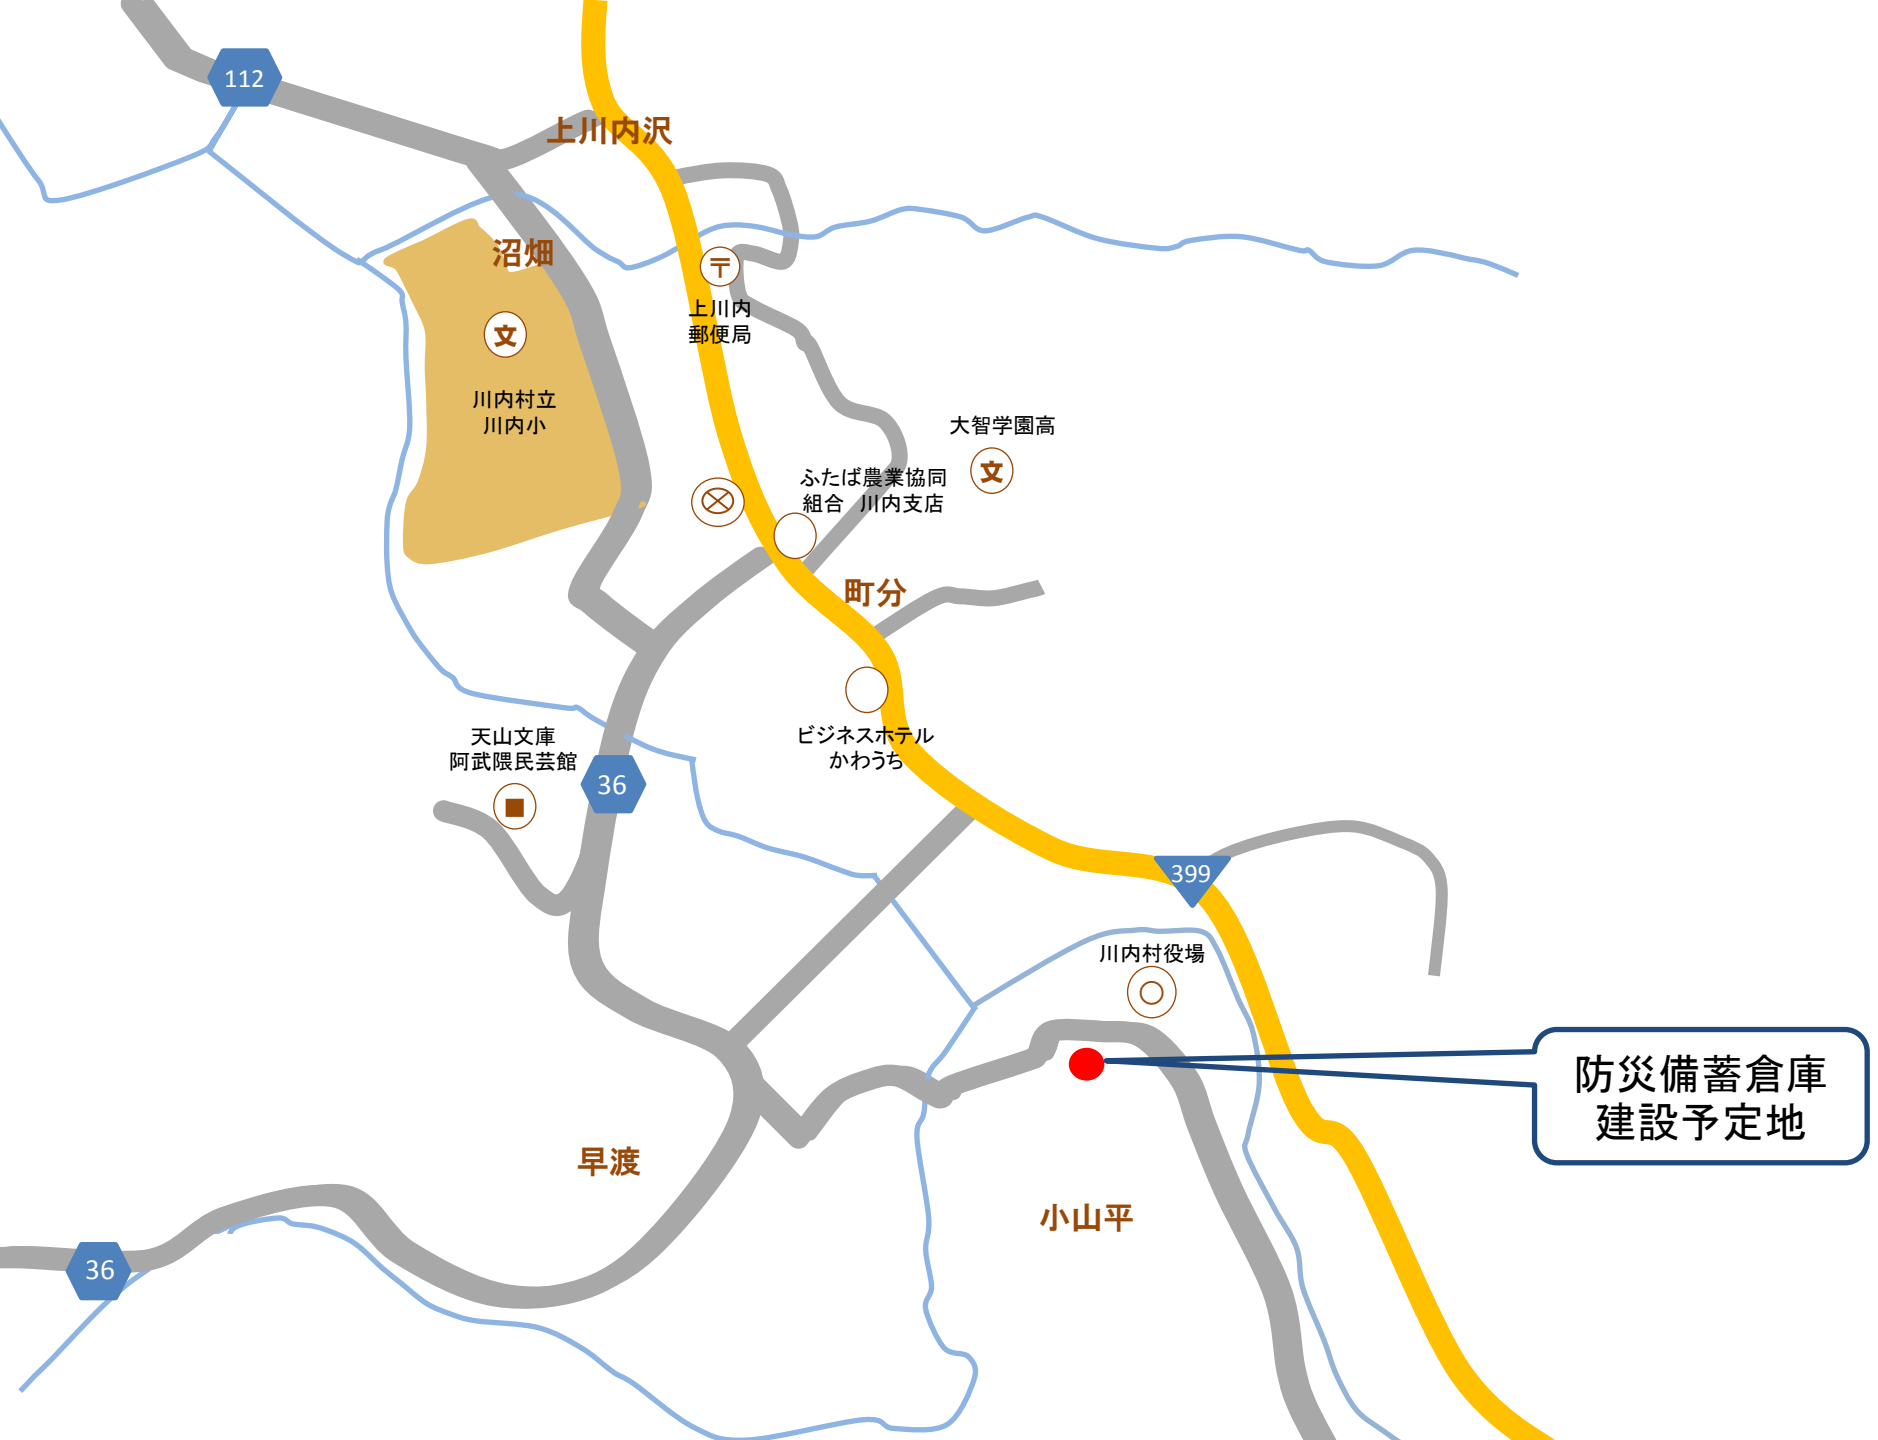 112
上川内沢
沼畑
〒
上川内
郵便局
文
川内村立
川内小
大智学園高
文
ふたば農業協同
組合　川内支店
町分
天山文庫
阿武隈民芸館
36
ビジネスホテル
かわうち
399
川内村役場
防災備蓄倉庫
建設予定地
早渡
小山平
36